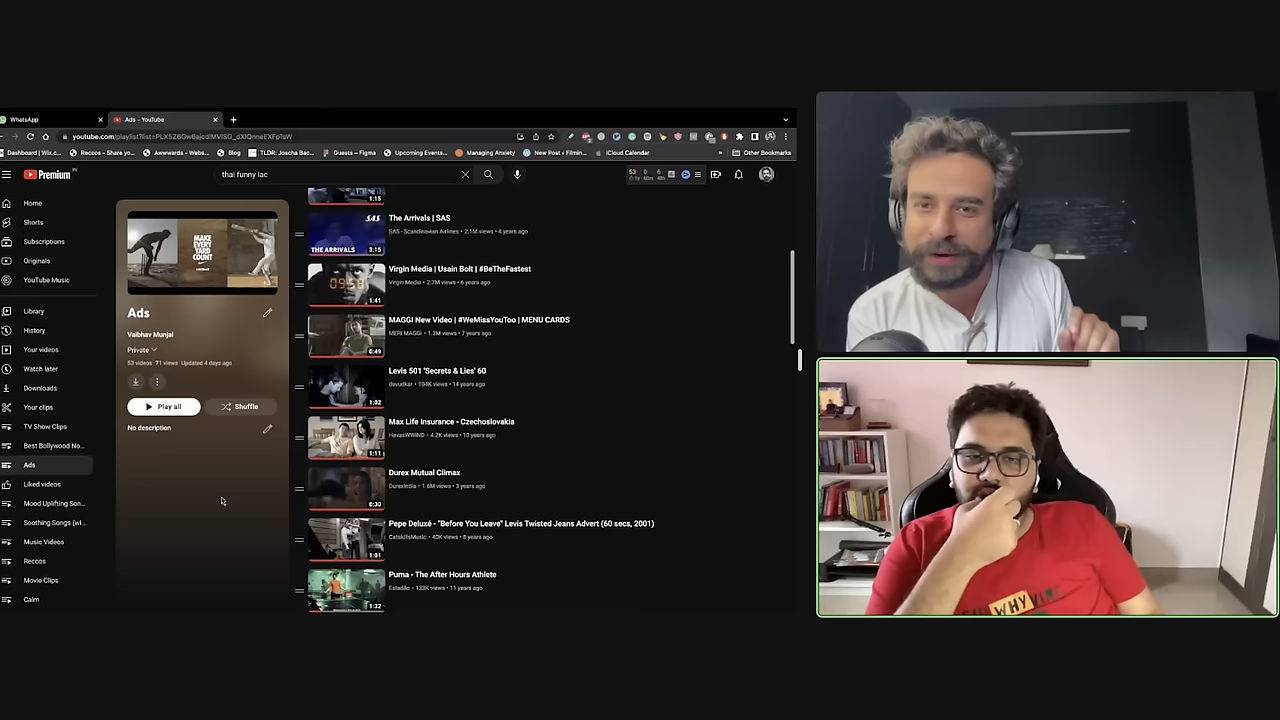 WhatsApp
Ads - YouTube
youtube.com/playlist?list=
Dashboard | Wix.c...
Reccos - Share yo...
Awwwards - Webs...
Blog
TLDR: Joscha Bac...
Guests – Figma
Upcoming Events...
Managing Anxiety
New Post ‹ Filmin...
iCloud Calendar
Other Bookmarks
Premium
IN
thai funny lac
Home
Shorts
Subscriptions
Originals
YouTube Music
Library
History
Your videos
Watch later
Downloads
Your clips
TV Show Clips
Best Bollywood No...
Ads
Liked videos
Mood Uplifting Son...
Soothing Songs (wi...
Music Videos
Reccos
Movie Clips
Calm
MAKE
EVERY
YARD
COUNT
Ads
Vaibhav Munjal
Private
53 videos 71 views Updated 4 days ago
Play all
Shuffle
No description
1:15
SAS
THE ARRIVALS
3:15
The Arrivals | SAS
SAS - Scandinavian Airlines • 2.1M views • 4 years ago
09.58
1:41
Virgin Media | Usain Bolt | #BeTheFastest
Virgin Media • 2.7M views • 6 years ago
0:49
MAGGI New Video | #WeMissYouToo | MENU CARDS
MERI MAGGI • 1.3M views • 7 years ago
1:02
Levis 501 'Secrets & Lies' 60
davudkar • 104K views • 14 years ago
1:11
Max Life Insurance - Czechoslovakia
HavasWWIND • 4.2K views • 10 years ago
0:30
Durex Mutual Climax
DurexIndia • 1.6M views • 3 years ago
1:01
Pepe Deluxé - "Before You Leave" Levis Twisted Jeans Advert (60 secs, 2001)
CatskillsMusic • 40K views • 8 years ago
1:32
Puma - The After Hours Athlete
Estadão • 133K views • 11 years ago
WHY